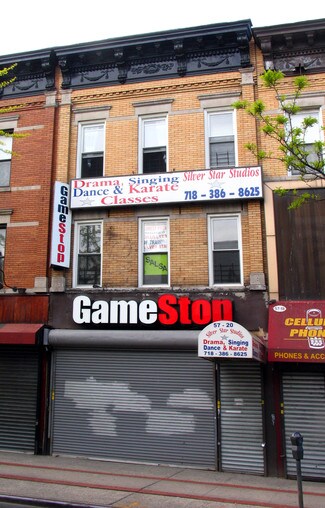 Drama, Singing
Dance & Karate
Classes
Silver Star Studios
718 - 386 - 8625
GameStop
GameStop
57 - 20
Silver Star Studios
Drama, Singing
Dance & Karate
718 - 386 - 8625
CELLULAR
PHON
PHONES & ACC